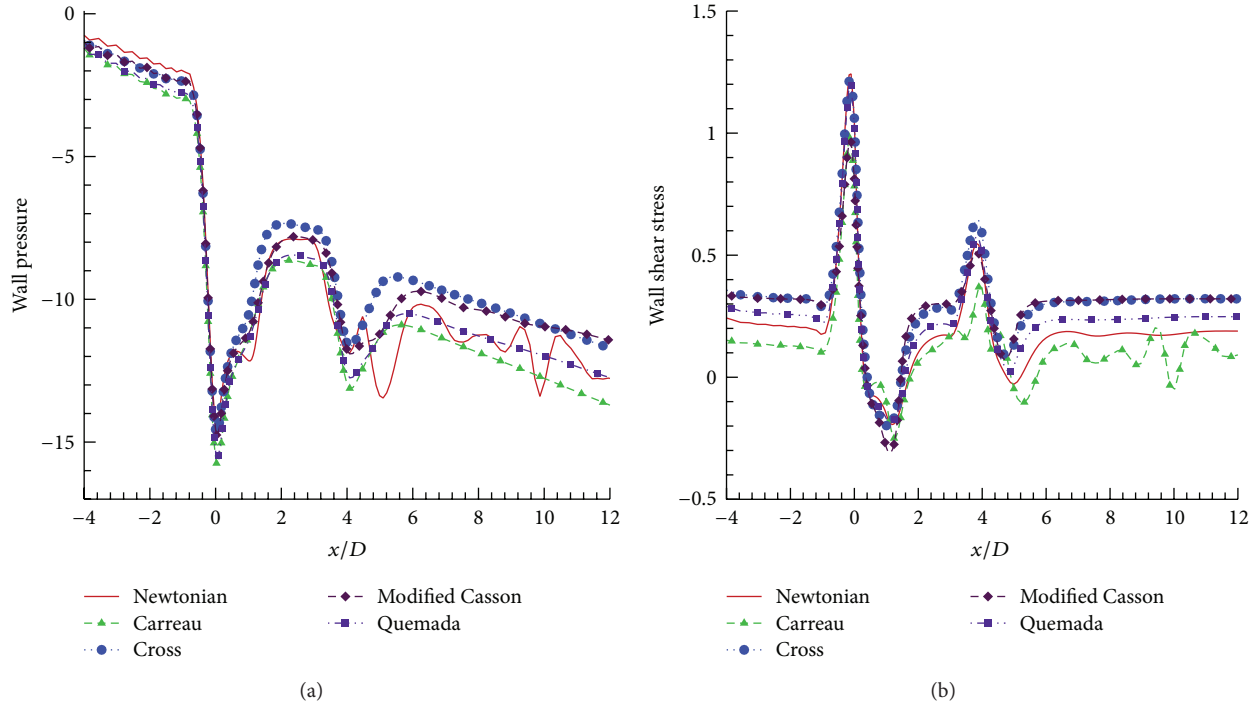 0
−5
−10
−15
Wall pressure
−4 −2 0 2 4 6 8 10 12
x/D
Newtonian
Carreau
Cross
Modified Casson
Quemada
(a)
1.5
1
0.5
0
−0.5
Wall shear stress
−4 −2 0 2 4 6 8 10 12
x/D
Newtonian
Carreau
Cross
Modified Casson
Quemada
(b)